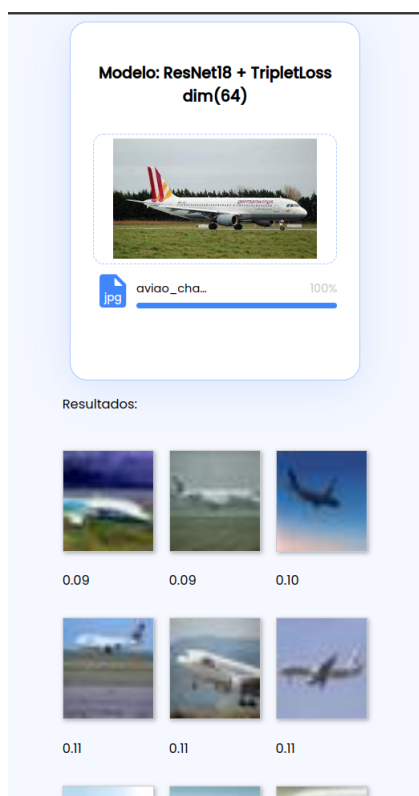 Modelo: ResNet18 + TripletLoss
dim(64)
germanwings
jpg
aviao_cha...
100%
Resultados:
0.09 0.09 0.10
0.11 0.11 0.11